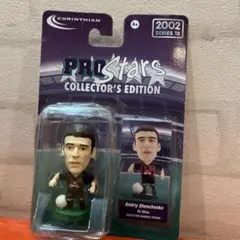 CORINTHIAN
2002
SERIES 18
PROStars
COLLECTOR'S EDITION
Andriy Shevchenko
AC Milan